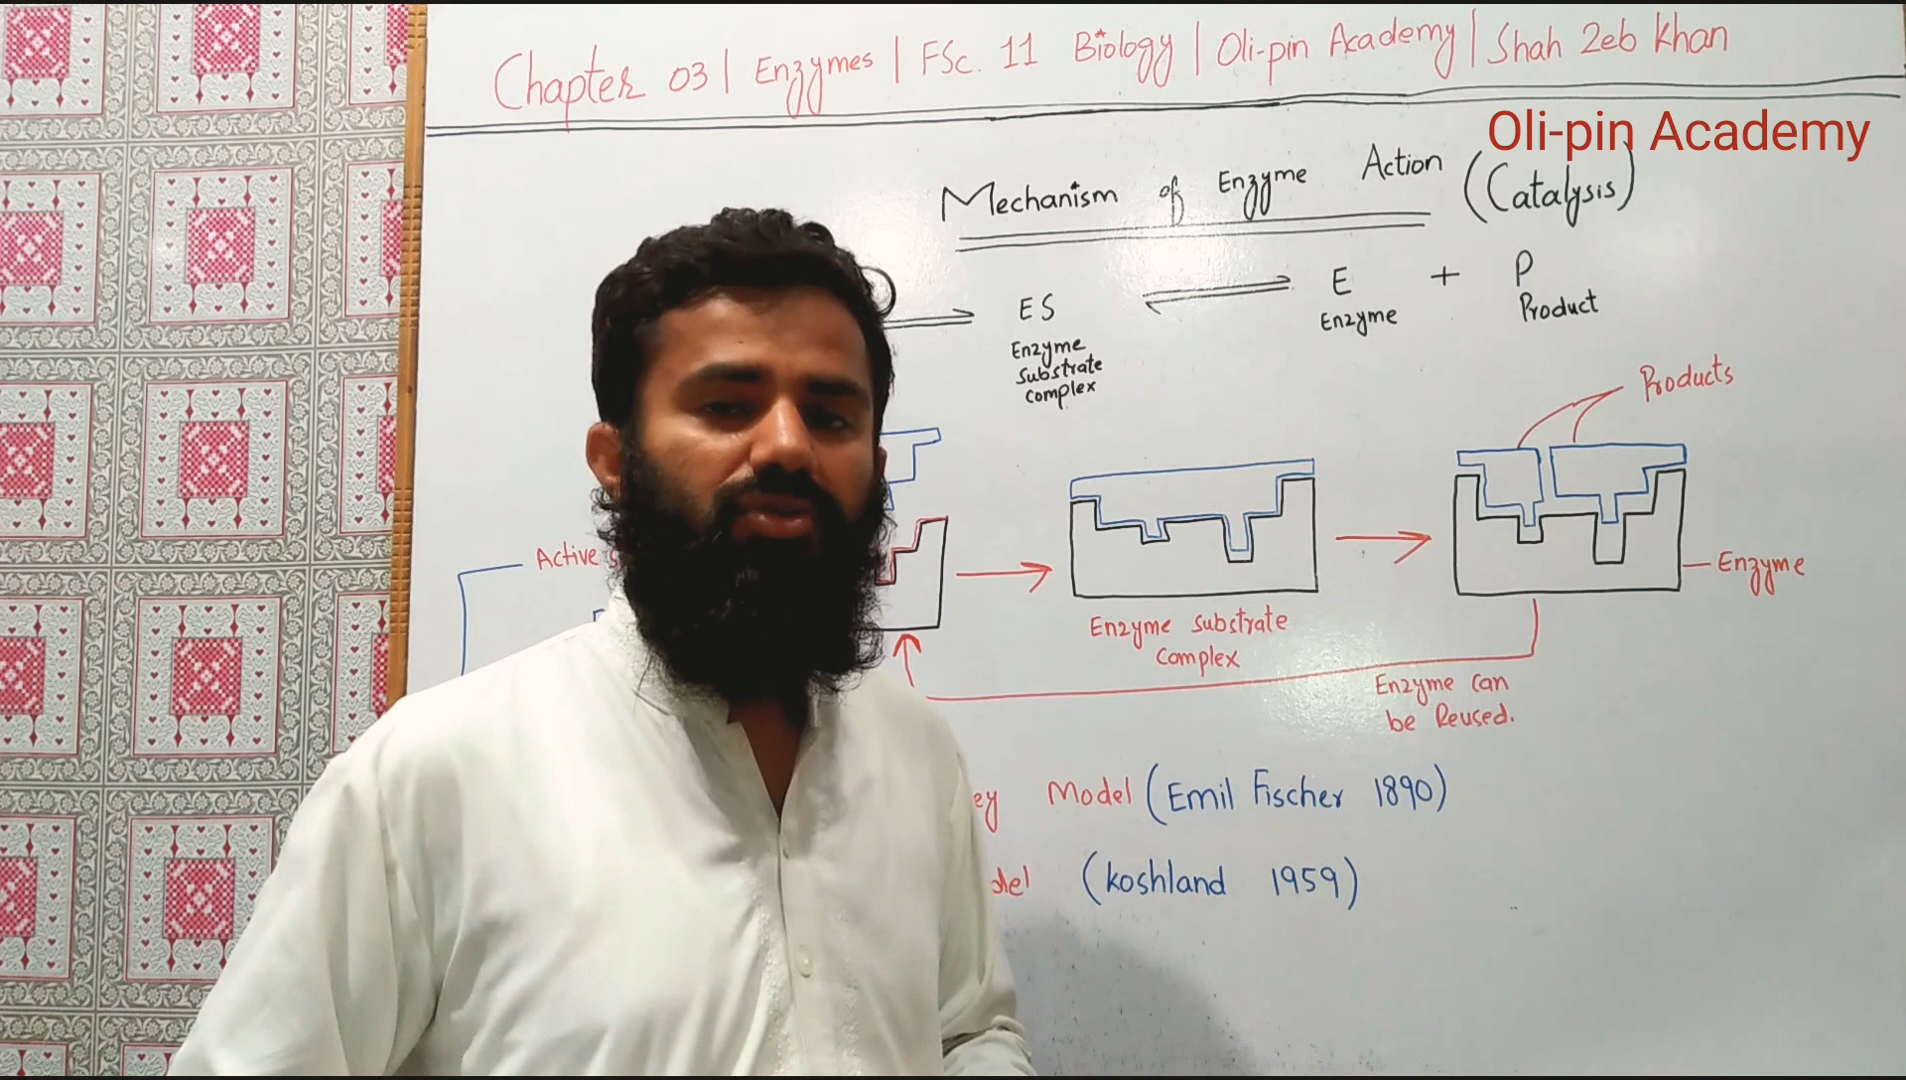 Chapter 03 | Enzymes | FSc. 11 Biology | Oli-pin Academy | Shah Zeb Khan
Oli-pin Academy
Mechanism of Enzyme Action (Catalysis)
ES
E + P
Enzyme substrate complex
Enzyme
Product
Products
Active
Enzyme
Enzyme substrate
complex
Enzyme Can
be Reused.
ey Model (Emil Fischer 1890)
del (koshland 1959)